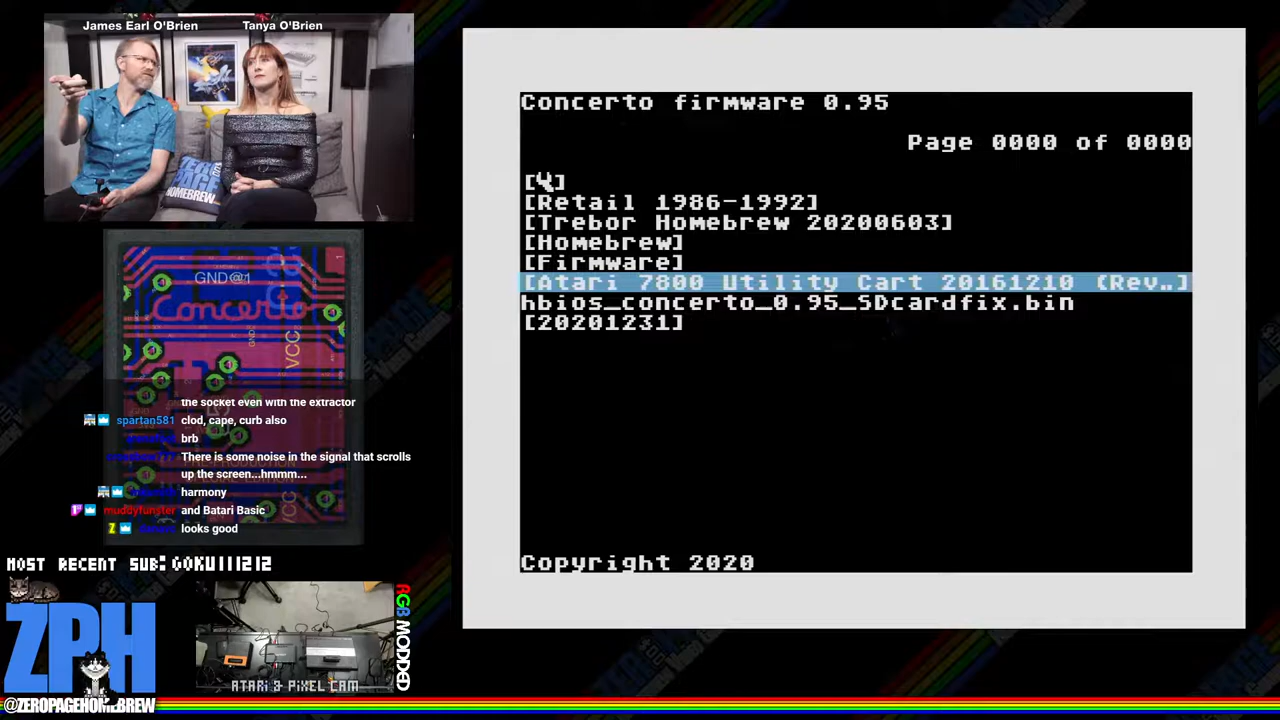 James Earl O'Brien
Tanya O'Brien
Concerto firmware 0.95
Page 0000 of 0000
[Retail 1986-1992]
[Trebor Homebrew 20200603]
[Homebrew]
[Firmware]
[Atari 7800 Utility Cart 20161210 (Rev..]
hbios_concerto_0.95_SDcardfix.bin
[20201231]
Copyright 2020
GND@1
Concerto
VCC
the socket even with the extractor
spartan581 clod, cape, curb also
brb
There is some noise in the signal that scrolls
up the screen...hmmm...
harmony
muddyfunster and Batari Basic
looks good
MOST RECENT SUB: GOKU111212
ZPH
@ZEROPAGEHOMEBREW
ATARI & PIXEL CAM
RGB MODDED